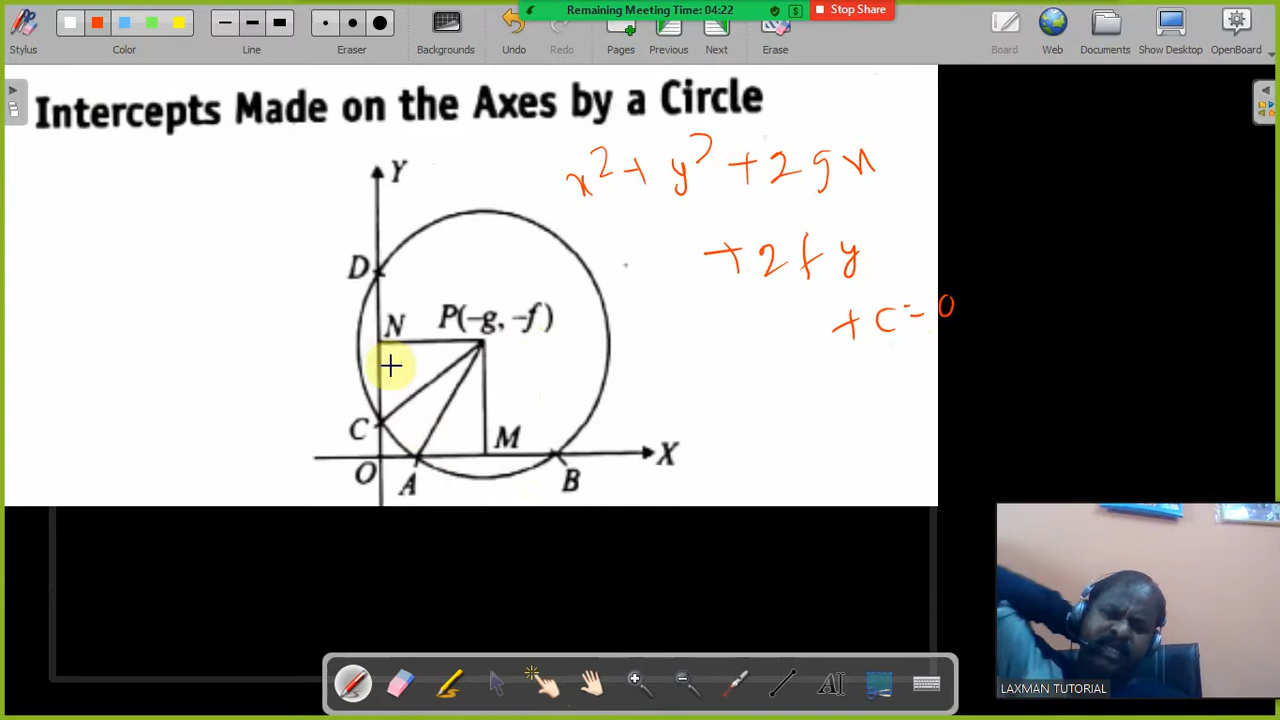 Remaining Meeting Time: 04:22
Stop Share
Stylus
Color
Line
Eraser
Backgrounds
Undo
Redo
Pages
Previous
Next
Erase
Board
Web
Documents
Show Desktop
OpenBoard
Intercepts Made on the Axes by a Circle
x² + y² + 2gx
+ 2fy
+ c = 0
Y
D
N
P(–g, –f)
C
M
X
O
A
B
LAXMAN TUTORIAL